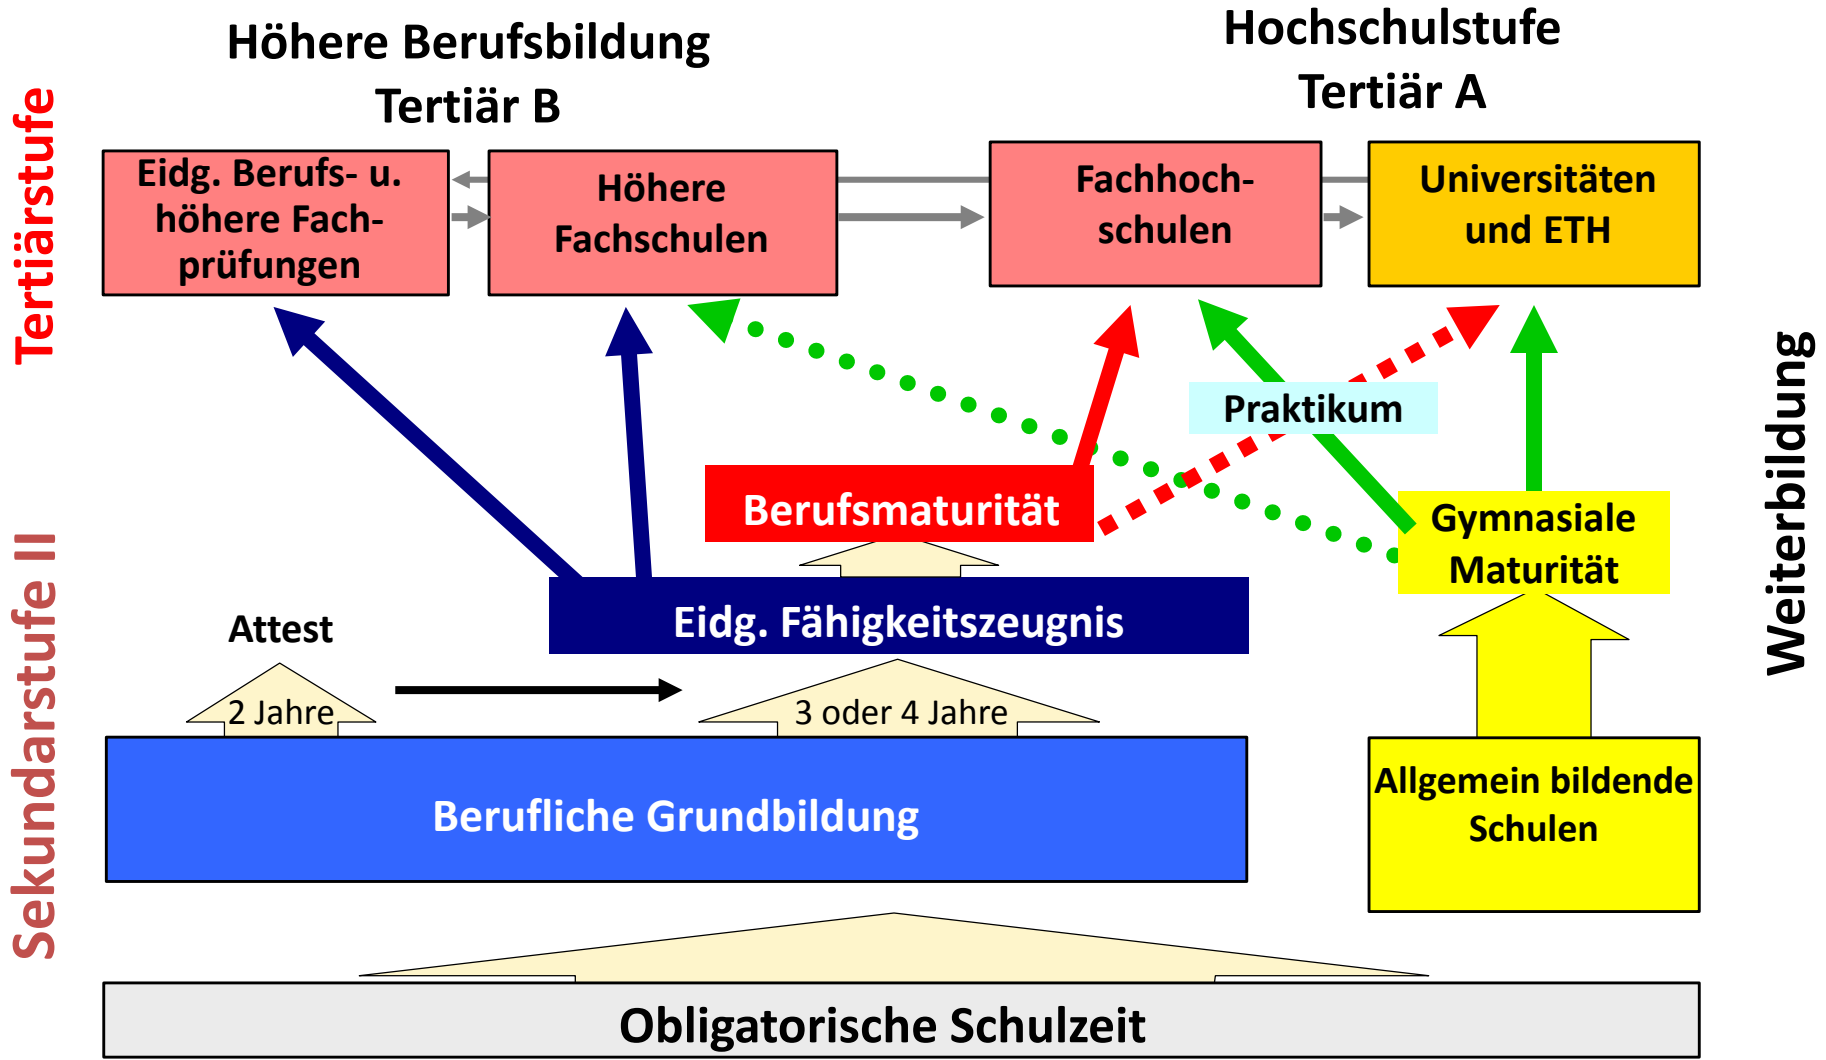 Höhere Berufsbildung
Tertiär B
Hochschulstufe
Tertiär A
Tertiärstufe
Eidg. Berufs- u.
höhere Fach-
prüfungen
Höhere
Fachschulen
Fachhoch-
schulen
Universitäten
und ETH
Praktikum
Weiterbildung
Berufsmaturität
Gymnasiale
Maturität
Sekundarstufe II
Attest
Eidg. Fähigkeitszeugnis
2 Jahre
3 oder 4 Jahre
Berufliche Grundbildung
Allgemein bildende
Schulen
Obligatorische Schulzeit